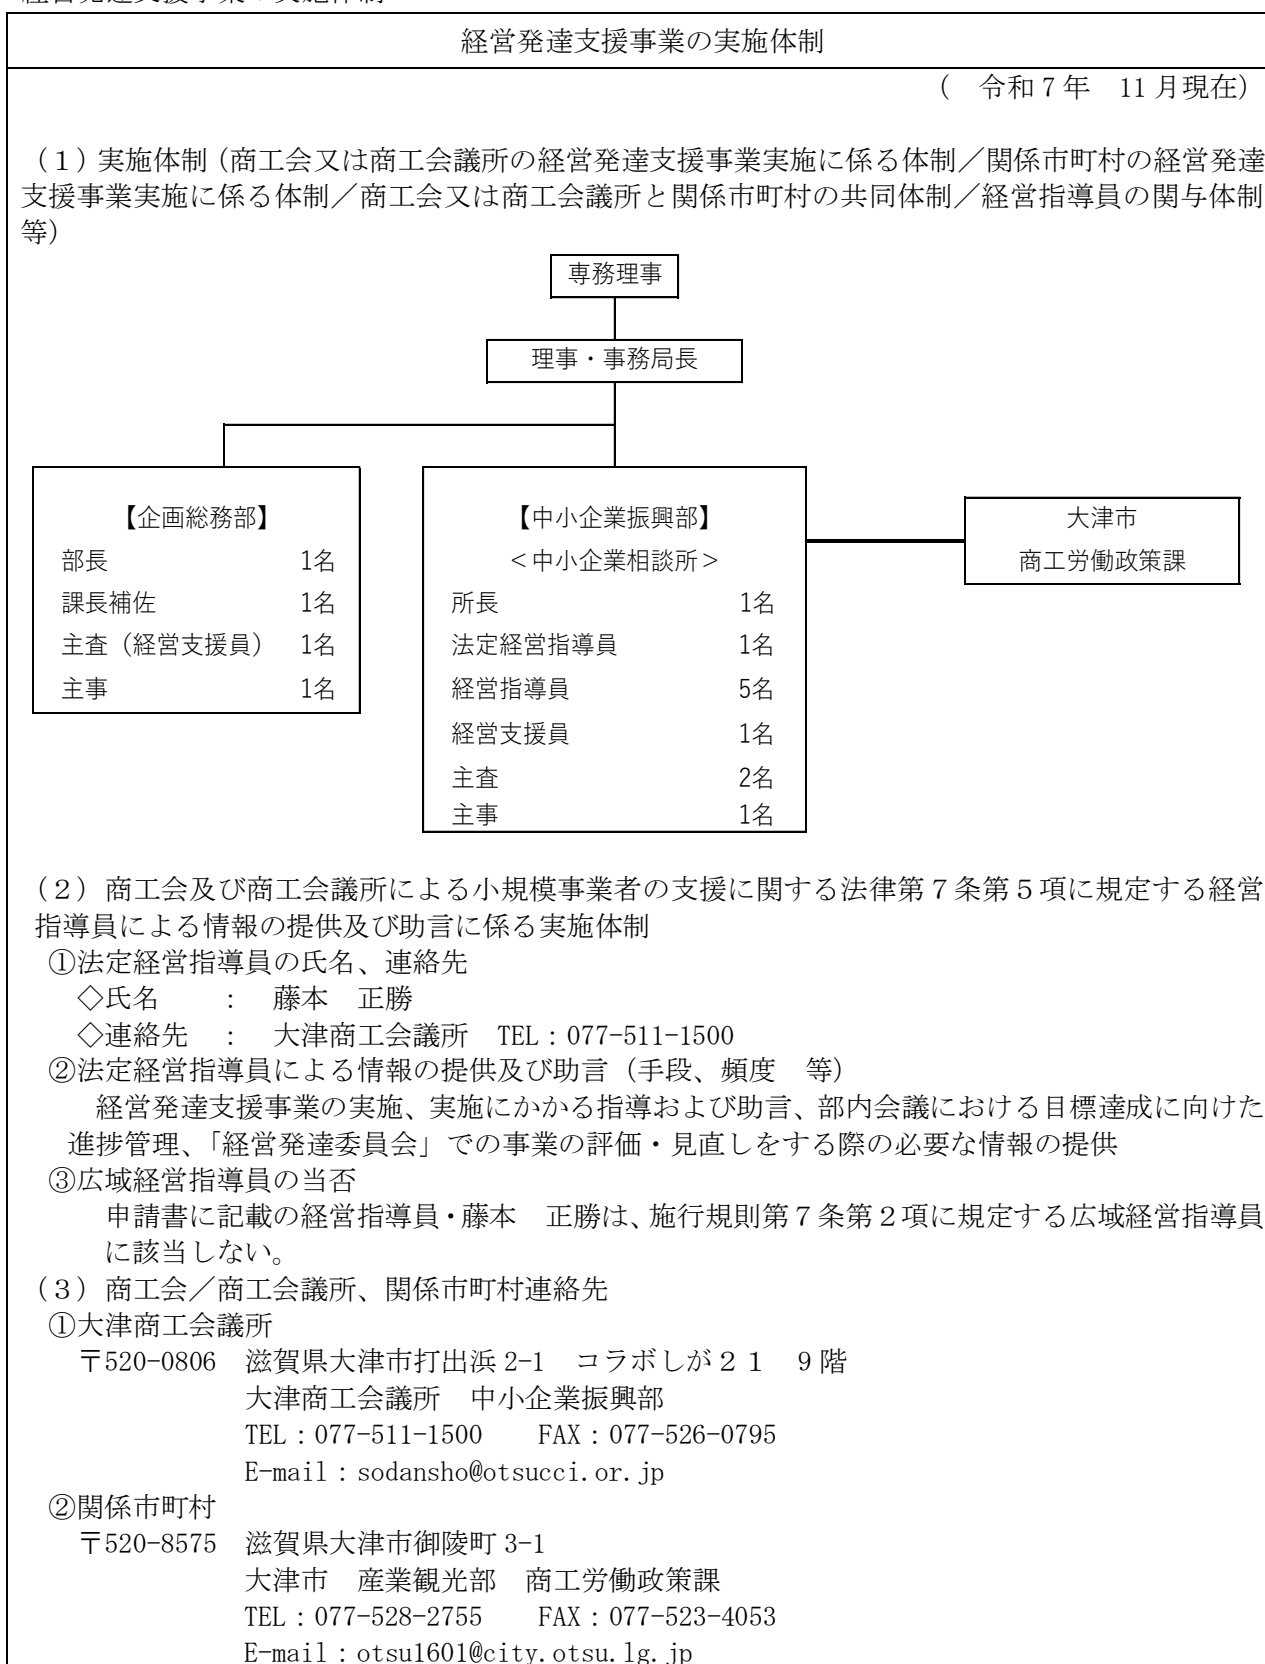 経営発達支援事業の実施体制
経営発達支援事業の実施体制
(　令和７年　11 月現在)
（１）実施体制（商工会又は商工会議所の経営発達支援事業実施に係る体制／関係市町村の経営発達
支援事業実施に係る体制／商工会又は商工会議所と関係市町村の共同体制／経営指導員の関与体制
等）
専務理事
理事・事務局長
【企画総務部】
部長 1名
課長補佐 1名
主査（経営支援員） 1名
主事 1名
【中小企業振興部】
＜中小企業相談所＞
所長 1名
法定経営指導員 1名
経営指導員 5名
経営支援員 1名
主査 2名
主事 1名
大津市
商工労働政策課
（２）商工会及び商工会議所による小規模事業者の支援に関する法律第７条第５項に規定する経営
指導員による情報の提供及び助言に係る実施体制
①法定経営指導員の氏名、連絡先
◇氏名　　：　藤本　正勝
◇連絡先　：　大津商工会議所　TEL：077-511-1500
②法定経営指導員による情報の提供及び助言（手段、頻度　等）
経営発達支援事業の実施、実施にかかる指導および助言、部内会議における目標達成に向けた
進捗管理、「経営発達委員会」での事業の評価・見直しをする際の必要な情報の提供
③広域経営指導員の当否
申請書に記載の経営指導員・藤本　正勝は、施行規則第７条第２項に規定する広域経営指導員
に該当しない。
（３）商工会／商工会議所、関係市町村連絡先
①大津商工会議所
〒520-0806　滋賀県大津市打出浜 2-1　コラボしが２１　９階
大津商工会議所　中小企業振興部
TEL：077-511-1500　　FAX：077-526-0795
E-mail：sodansho@otsucci.or.jp
②関係市町村
〒520-8575　滋賀県大津市御陵町 3-1
大津市　産業観光部　商工労働政策課
TEL：077-528-2755　　FAX：077-523-4053
E-mail：otsu1601@city.otsu.lg.jp